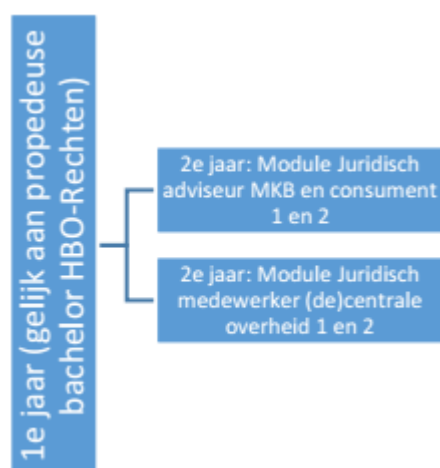 1e jaar (gelijk aan propedeuse
bachelor HBO-Rechten)
2e jaar: Module Juridisch
adviseur MKB en consument
1 en 2
2e jaar: Module Juridisch
medewerker (de)centrale
overheid 1 en 2